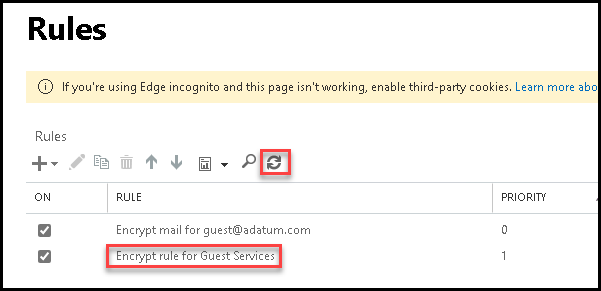 Rules
If you're using Edge incognito and this page isn't working, enable third-party cookies. Learn more abo
Rules
ON RULE PRIORITY
Encrypt mail for guest@adatum.com 0
Encrypt rule for Guest Services 1